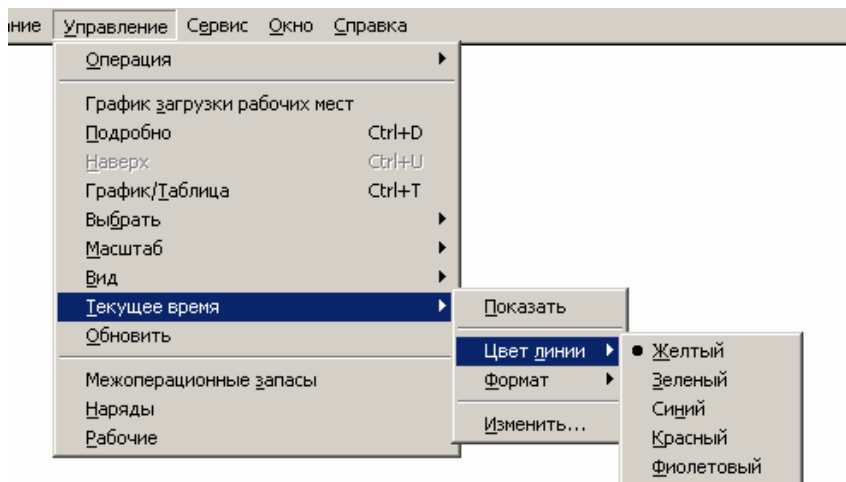 ние Управление Сервис Окно Справка
Операция
График загрузки рабочих мест
Подробно Ctrl+D
Наверх Ctrl+U
График/Таблица Ctrl+T
Выбрать
Масштаб
Вид
Текущее время
Обновить
Межоперационные запасы
Наряды
Рабочие
Показать
Цвет линии
Формат
Изменить...
Желтый
Зеленый
Синий
Красный
Фиолетовый